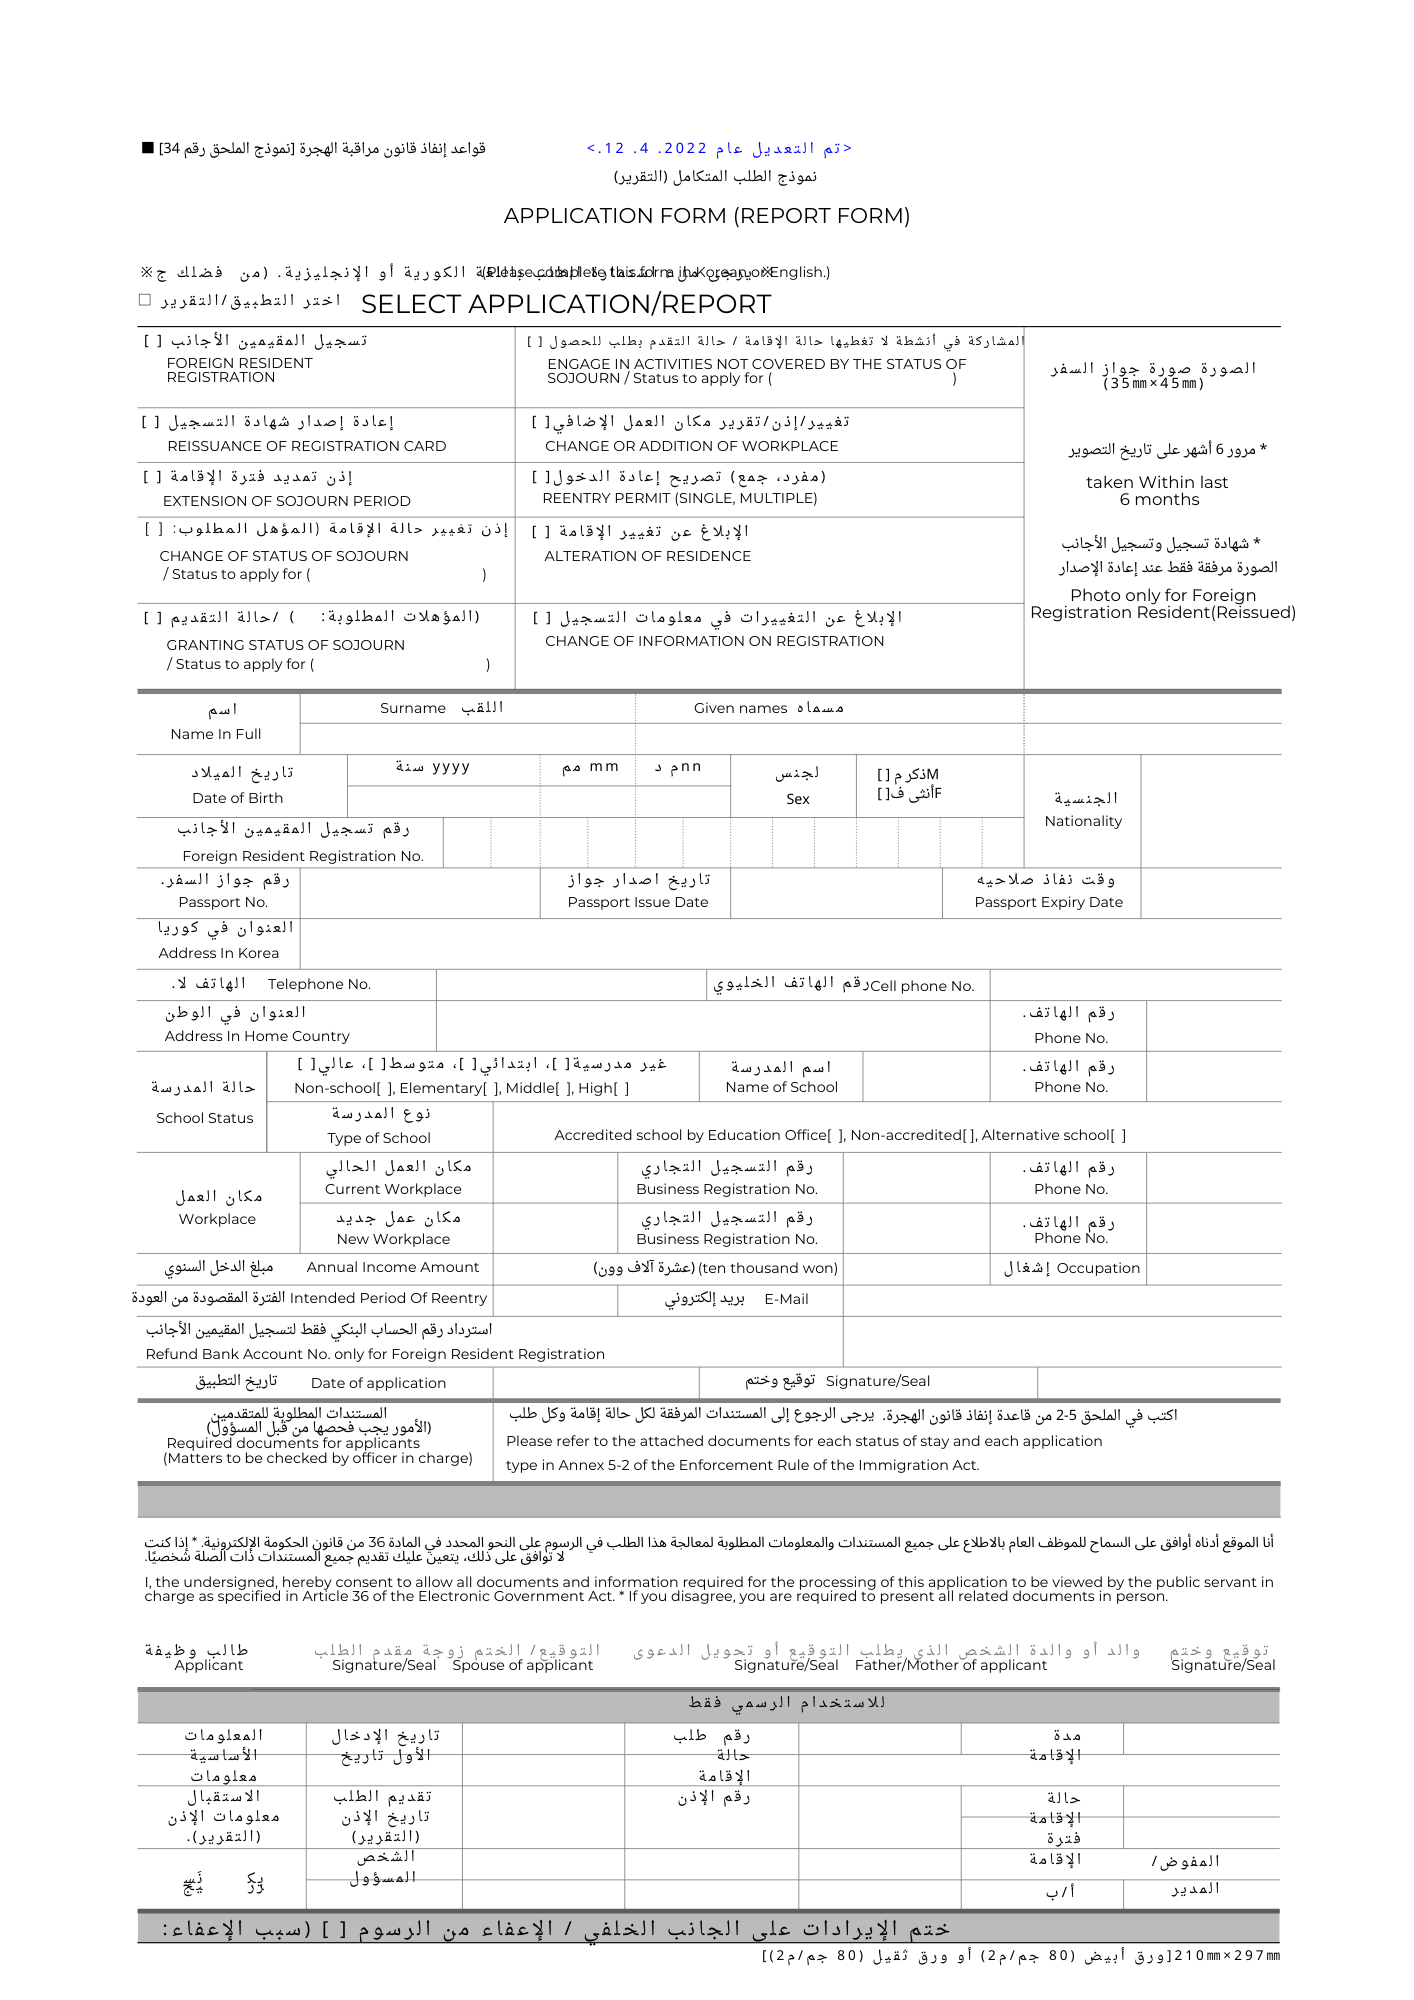 ■ قواعد إنفاذ قانون مراقبة الهجرة [نموذج الملحق رقم 34] <تم التعديل عام 2022. 4. 12.>
نموذج الطلب المتكامل (التقرير)
APPLICATION FORM (REPORT FORM)
(Please complete this form in Korean or English.)
□ اختر التطبيق/التقرير SELECT APPLICATION/REPORT
[ ] تسجيل المقيمين الأجانب
FOREIGN RESIDENT
REGISTRATION
[ ] المشاركة في أنشطة لا تغطيها حالة الإقامة / حالة التقدم بطلب للحصول
ENGAGE IN ACTIVITIES NOT COVERED BY THE STATUS OF
SOJOURN / Status to apply for ( )
الصورة صورة جواز السفر
(35㎜×45㎜)
[ ] إعادة إصدار شهادة التسجيل
REISSUANCE OF REGISTRATION CARD
[ ]تغيير/إذن/تقرير مكان العمل الإضافي
CHANGE OR ADDITION OF WORKPLACE
* مرور 6 أشهر على تاريخ التصوير
taken Within last
6 months
[ ] إذن تمديد فترة الإقامة
EXTENSION OF SOJOURN PERIOD
[ ]تصريح إعادة الدخول (مفرد، جمع)
REENTRY PERMIT (SINGLE, MULTIPLE)
[ ] إذن تغيير حالة الإقامة (المؤهل المطلوب:
CHANGE OF STATUS OF SOJOURN
/ Status to apply for ( )
[ ] الإبلاغ عن تغيير الإقامة
ALTERATION OF RESIDENCE
* شهادة تسجيل وتسجيل الأجانب
الصورة مرفقة فقط عند إعادة الإصدار
Photo only for Foreign
Registration Resident(Reissued)
[ ] حالة التقديم/ ( المؤهلات المطلوبة:)
GRANTING STATUS OF SOJOURN
/ Status to apply for ( )
[ ] الإبلاغ عن التغييرات في معلومات التسجيل
CHANGE OF INFORMATION ON REGISTRATION
اسم
Name In Full
Surname اللقب
Given names مسماه
تاريخ الميلاد
Date of Birth
سنة yyyy
مم mm
م د nn
لجنس
Sex
[ ]ذكر مM
[ ]أنثى فF
الجنسية
Nationality
رقم تسجيل المقيمين الأجانب
Foreign Resident Registration No.
رقم جواز السفر.
Passport No.
تاريخ اصدار جواز
Passport Issue Date
وقت نفاذ صلاحيه
Passport Expiry Date
العنوان في كوريا
Address In Korea
الهاتف لا. Telephone No.
رقم الهاتف الخليوي Cell phone No.
العنوان في الوطن
Address In Home Country
رقم الهاتف.
Phone No.
حالة المدرسة
School Status
غير مدرسية[ ]، ابتدائي[ ]، متوسط[ ]، عالي[ ]
Non-school[ ], Elementary[ ], Middle[ ], High[ ]
اسم المدرسة
Name of School
رقم الهاتف.
Phone No.
نوع المدرسة
Type of School
Accredited school by Education Office[ ], Non-accredited[ ], Alternative school[ ]
مكان العمل
Workplace
مكان العمل الحالي
Current Workplace
رقم التسجيل التجاري
Business Registration No.
رقم الهاتف.
Phone No.
مكان عمل جديد
New Workplace
رقم التسجيل التجاري
Business Registration No.
رقم الهاتف.
Phone No.
مبلغ الدخل السنوي Annual Income Amount
(عشرة آلاف وون)(ten thousand won)
إشغال Occupation
الفترة المقصودة من العودة Intended Period Of Reentry
بريد إلكتروني E-Mail
استرداد رقم الحساب البنكي فقط لتسجيل المقيمين الأجانب
Refund Bank Account No. only for Foreign Resident Registration
تاريخ التطبيق Date of application
توقيع وختم Signature/Seal
المستندات المطلوبة للمتقدمين
(الأمور يجب فحصها من قبل المسؤول)
Required documents for applicants
(Matters to be checked by officer in charge)
اكتب في الملحق 5-2 من قاعدة إنفاذ قانون الهجرة. يرجى الرجوع إلى المستندات المرفقة لكل حالة إقامة وكل طلب
Please refer to the attached documents for each status of stay and each application
type in Annex 5-2 of the Enforcement Rule of the Immigration Act.
أنا الموقع أدناه أوافق على السماح للموظف العام بالاطلاع على جميع المستندات والمعلومات المطلوبة لمعالجة هذا الطلب في الرسوم على النحو المحدد في المادة 36 من قانون الحكومة الإلكترونية. * إذا كنت
لا توافق على ذلك، يتعين عليك تقديم جميع المستندات ذات الصلة شخصيًا.
I, the undersigned, hereby consent to allow all documents and information required for the processing of this application to be viewed by the public servant in
charge as specified in Article 36 of the Electronic Government Act. * If you disagree, you are required to present all related documents in person.
طالب وظيفة
التوقيع/ الختم زوجة مقدم الطلب
والد أو والدة الشخص الذي يطلب التوقيع أو تحويل الدعوى
توقيع وختم
Applicant
Signature/Seal Spouse of applicant
Signature/Seal Father/Mother of applicant
Signature/Seal
للاستخدام الرسمي فقط
المعلومات
الأساسية
معلومات
تاريخ الإدخال
الأول تاريخ
رقم طلب
حالة
الإقامة
مدة
الإقامة
الاستقبال
معلومات الإذن
(التقرير).
تقديم الطلب
تاريخ الإذن
(التقرير)
رقم الإذن
حالة
الإقامة
فترة
الإقامة
الشخص
المسؤول
المفوض/
المدير
أ/ب
ختم الإيرادات على الجانب الخلفي / الإعفاء من الرسوم [ ] (سبب الإعفاء:
210㎜×297㎜[ورق أبيض (80 جم/م2) أو ورق ثقيل (80 جم/م2)]